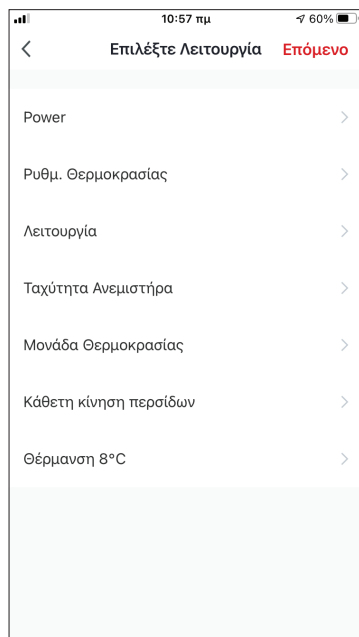 10:57 πμ 60%
Επιλέξτε Λειτουργία Επόμενο
Power
Ρυθμ. Θερμοκρασίας
Λειτουργία
Ταχύτητα Ανεμιστήρα
Μονάδα Θερμοκρασίας
Κάθετη κίνηση περσίδων
Θέρμανση 8°C